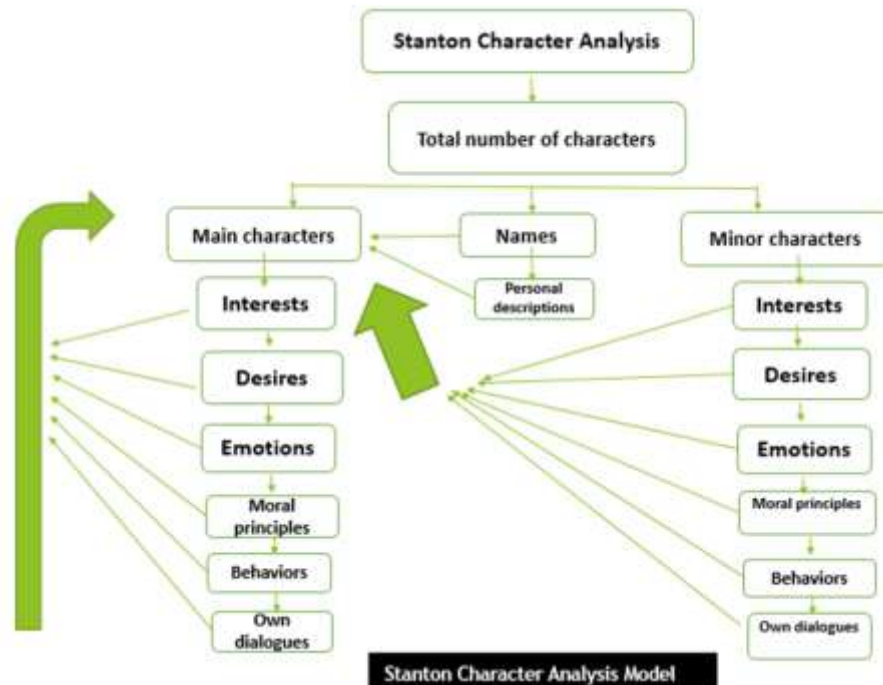 Stanton Character Analysis
Total number of characters
Main characters
Names
Minor characters
Personal
descriptions
Interests
Desires
Emotions
Moral
principles
Behaviors
Own
dialogues
Interests
Desires
Emotions
Moral principles
Behaviors
Own dialogues
Stanton Character Analysis Model